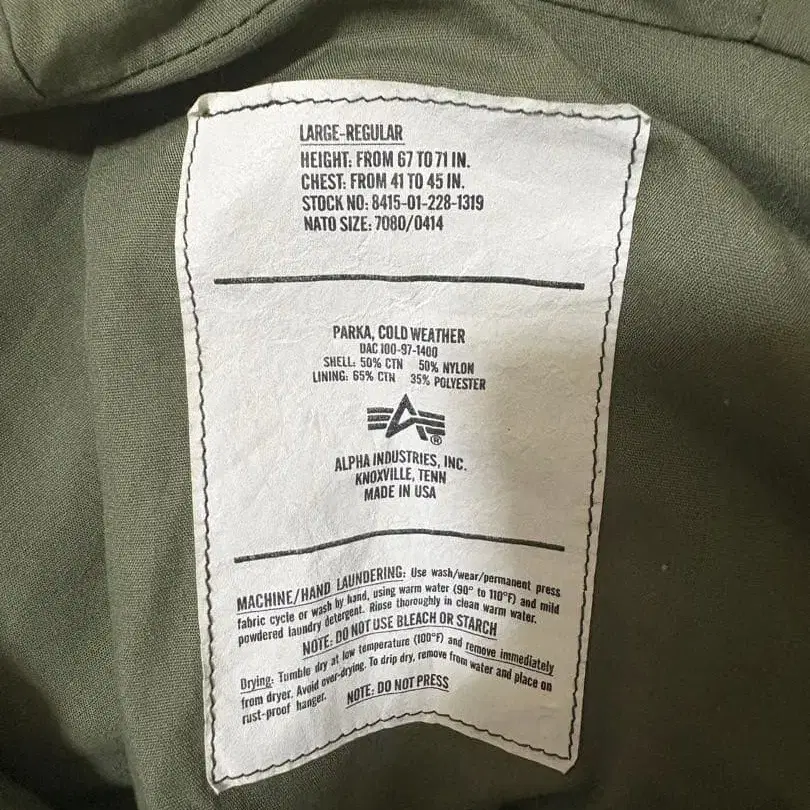 LARGE-REGULAR
HEIGHT: FROM 67 TO 71 IN.
CHEST: FROM 41 TO 45 IN.
STOCK NO: 8415-01-228-1319
NATO SIZE: 7080/0414
PARKA, COLD WEATHER
DAC 100-97-1400
SHELL: 50% CTN 50% NYLON
LINING: 65% CTN 35% POLYESTER
®
ALPHA INDUSTRIES, INC.
KNOXVILLE, TENN
MADE IN USA
MACHINE/HAND LAUNDERING: Use wash/wear/permanent press
fabric cycle or wash by hand, using warm water (90° to 110°F) and mild
powdered laundry detergent. Rinse thoroughly in clean warm water.
NOTE: DO NOT USE BLEACH OR STARCH
Drying: Tumble dry at low temperature (100°F) and remove immediately
from dryer. Avoid over-drying. To drip dry, remove from water and place on
rust-proof hanger. NOTE: DO NOT PRESS